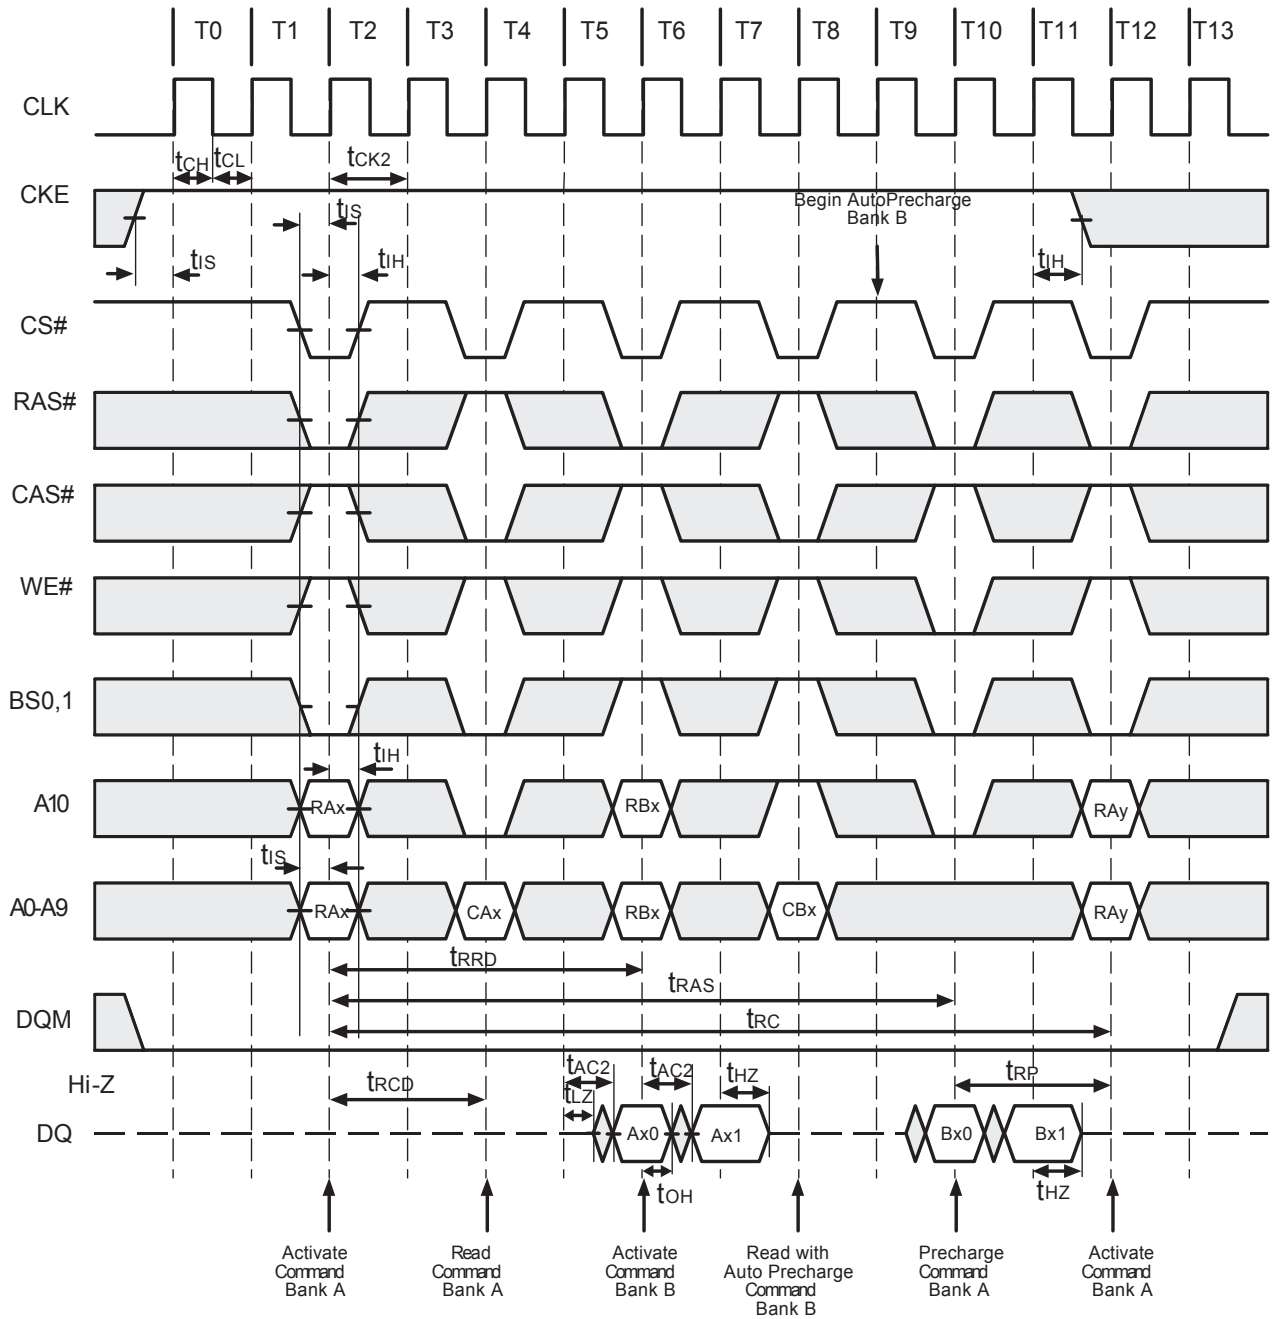 T0 T1 T2 T3 T4 T5 T6 T7 T8 T9 T10 T11 T12 T13
CLK
tCH tCL tCK2
CKE
tIS
Begin AutoPrecharge
Bank B
tIS tIH tIH
CS#
RAS#
CAS#
WE#
BS0,1
tIH
A10 RAx RBx RAy
tIS
A0-A9 RAx CAx RBx CBx RAy
tRRD
tRAS
DQM tRC
Hi-Z tRCD tAC2 tAC2 tHZ tRP
tLZ
DQ Ax0 Ax1 Bx0 Bx1
tOH tHZ
Activate
Command
Bank A
Read
Command
Bank A
Activate
Command
Bank B
Read with
Auto Precharge
Command
Bank B
Precharge
Command
Bank A
Activate
Command
Bank A